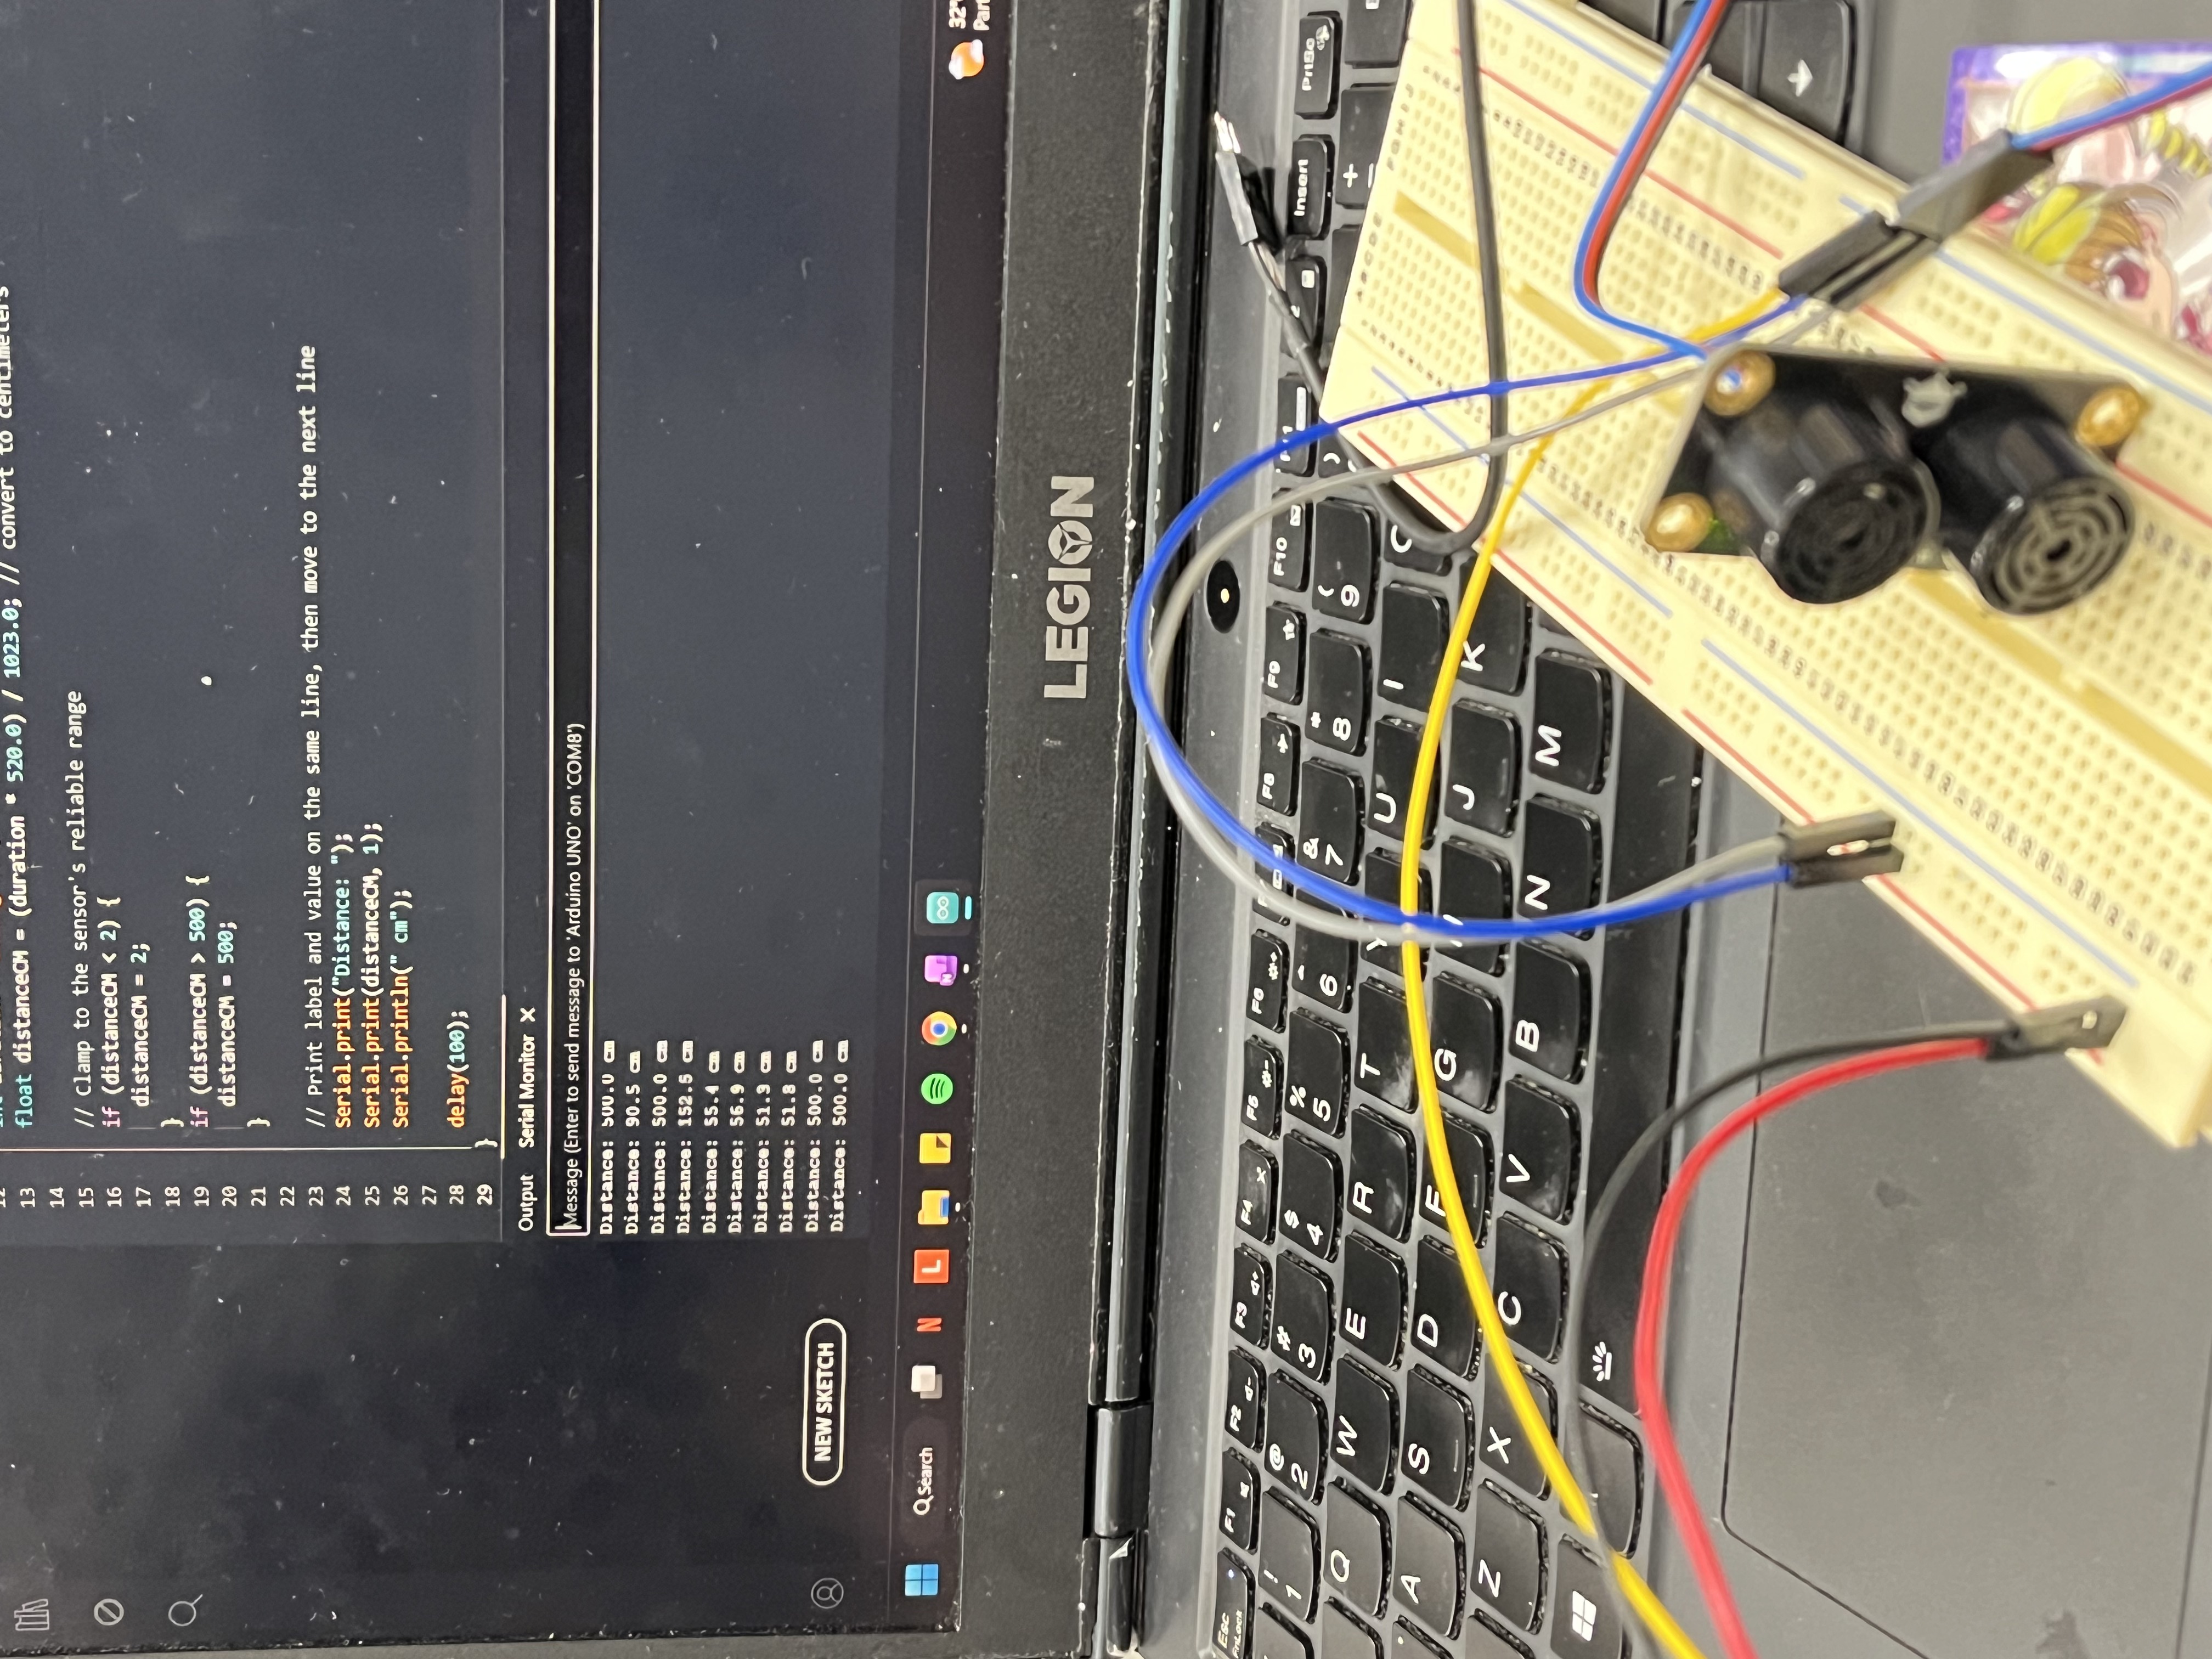 13 float distanceCM = (duration * 520.0) / 1023.0; // convert to centimeters
14
15 // Clamp to the sensor's reliable range
16 if (distanceCM < 2) {
17 distanceCM = 2;
18 }
19 if (distanceCM > 500) {
20 distanceCM = 500;
21 }
22
23 // Print label and value on the same line, then move to the next line
24 Serial.print("Distance: ");
25 Serial.print(distanceCM, 1);
26 Serial.println(" cm");
27
28 delay(100);
29 }
Output Serial Monitor
Message (Enter to send message to 'Arduino UNO' on 'COM8')
Distance: 500.0 cm
Distance: 90.5 cm
Distance: 500.0 cm
Distance: 152.5 cm
Distance: 55.4 cm
Distance: 56.9 cm
Distance: 51.9 cm
Distance: 51.8 cm
Distance: 500.0 cm
Distance: 500.0 cm
NEW SKETCH
Search N L N
32°
LEGION
Esc F1 F2 F3 F4 F5 F6 F8 F9 F10 Insert PrtSc
FnLock
! @ # $ % ^ & * ( )
1 2 3 4 5 6 7 8 9
Q W E R T Y U I
A S D F G J K
Z X C V B N M
A B C D E F G H I J